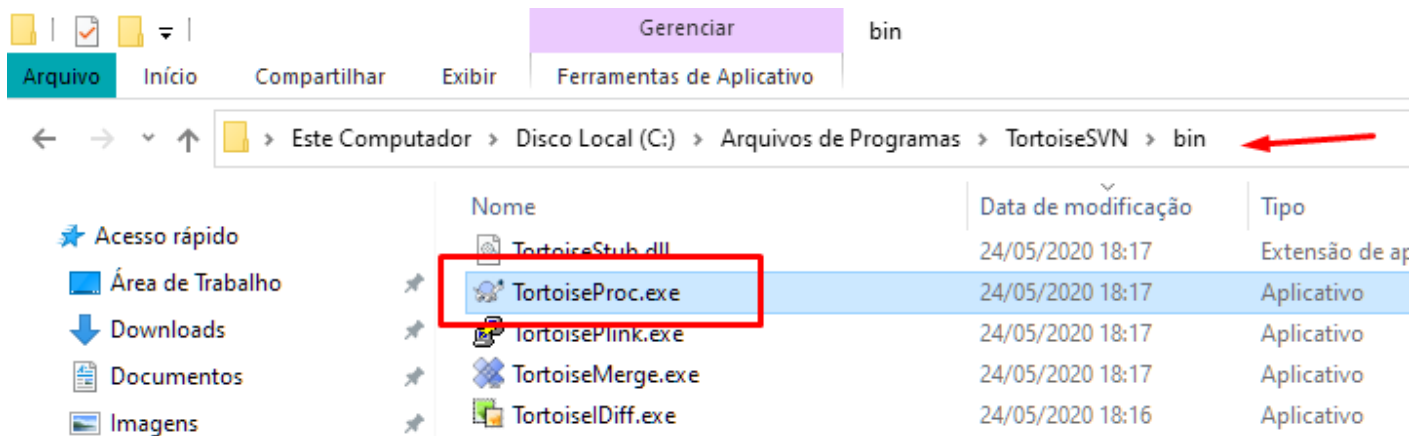 Gerenciar bin
Arquivo Início Compartilhar Exibir Ferramentas de Aplicativo
Este Computador > Disco Local (C:) > Arquivos de Programas > TortoiseSVN > bin
Nome Data de modificação Tipo
Acesso rápido
Área de Trabalho
Downloads
Documentos
Imagens
TortoiseStub.dll 24/05/2020 18:17 Extensão de ap
TortoiseProc.exe 24/05/2020 18:17 Aplicativo
TortoisePlink.exe 24/05/2020 18:17 Aplicativo
TortoiseMerge.exe 24/05/2020 18:17 Aplicativo
TortoiseIDiff.exe 24/05/2020 18:16 Aplicativo